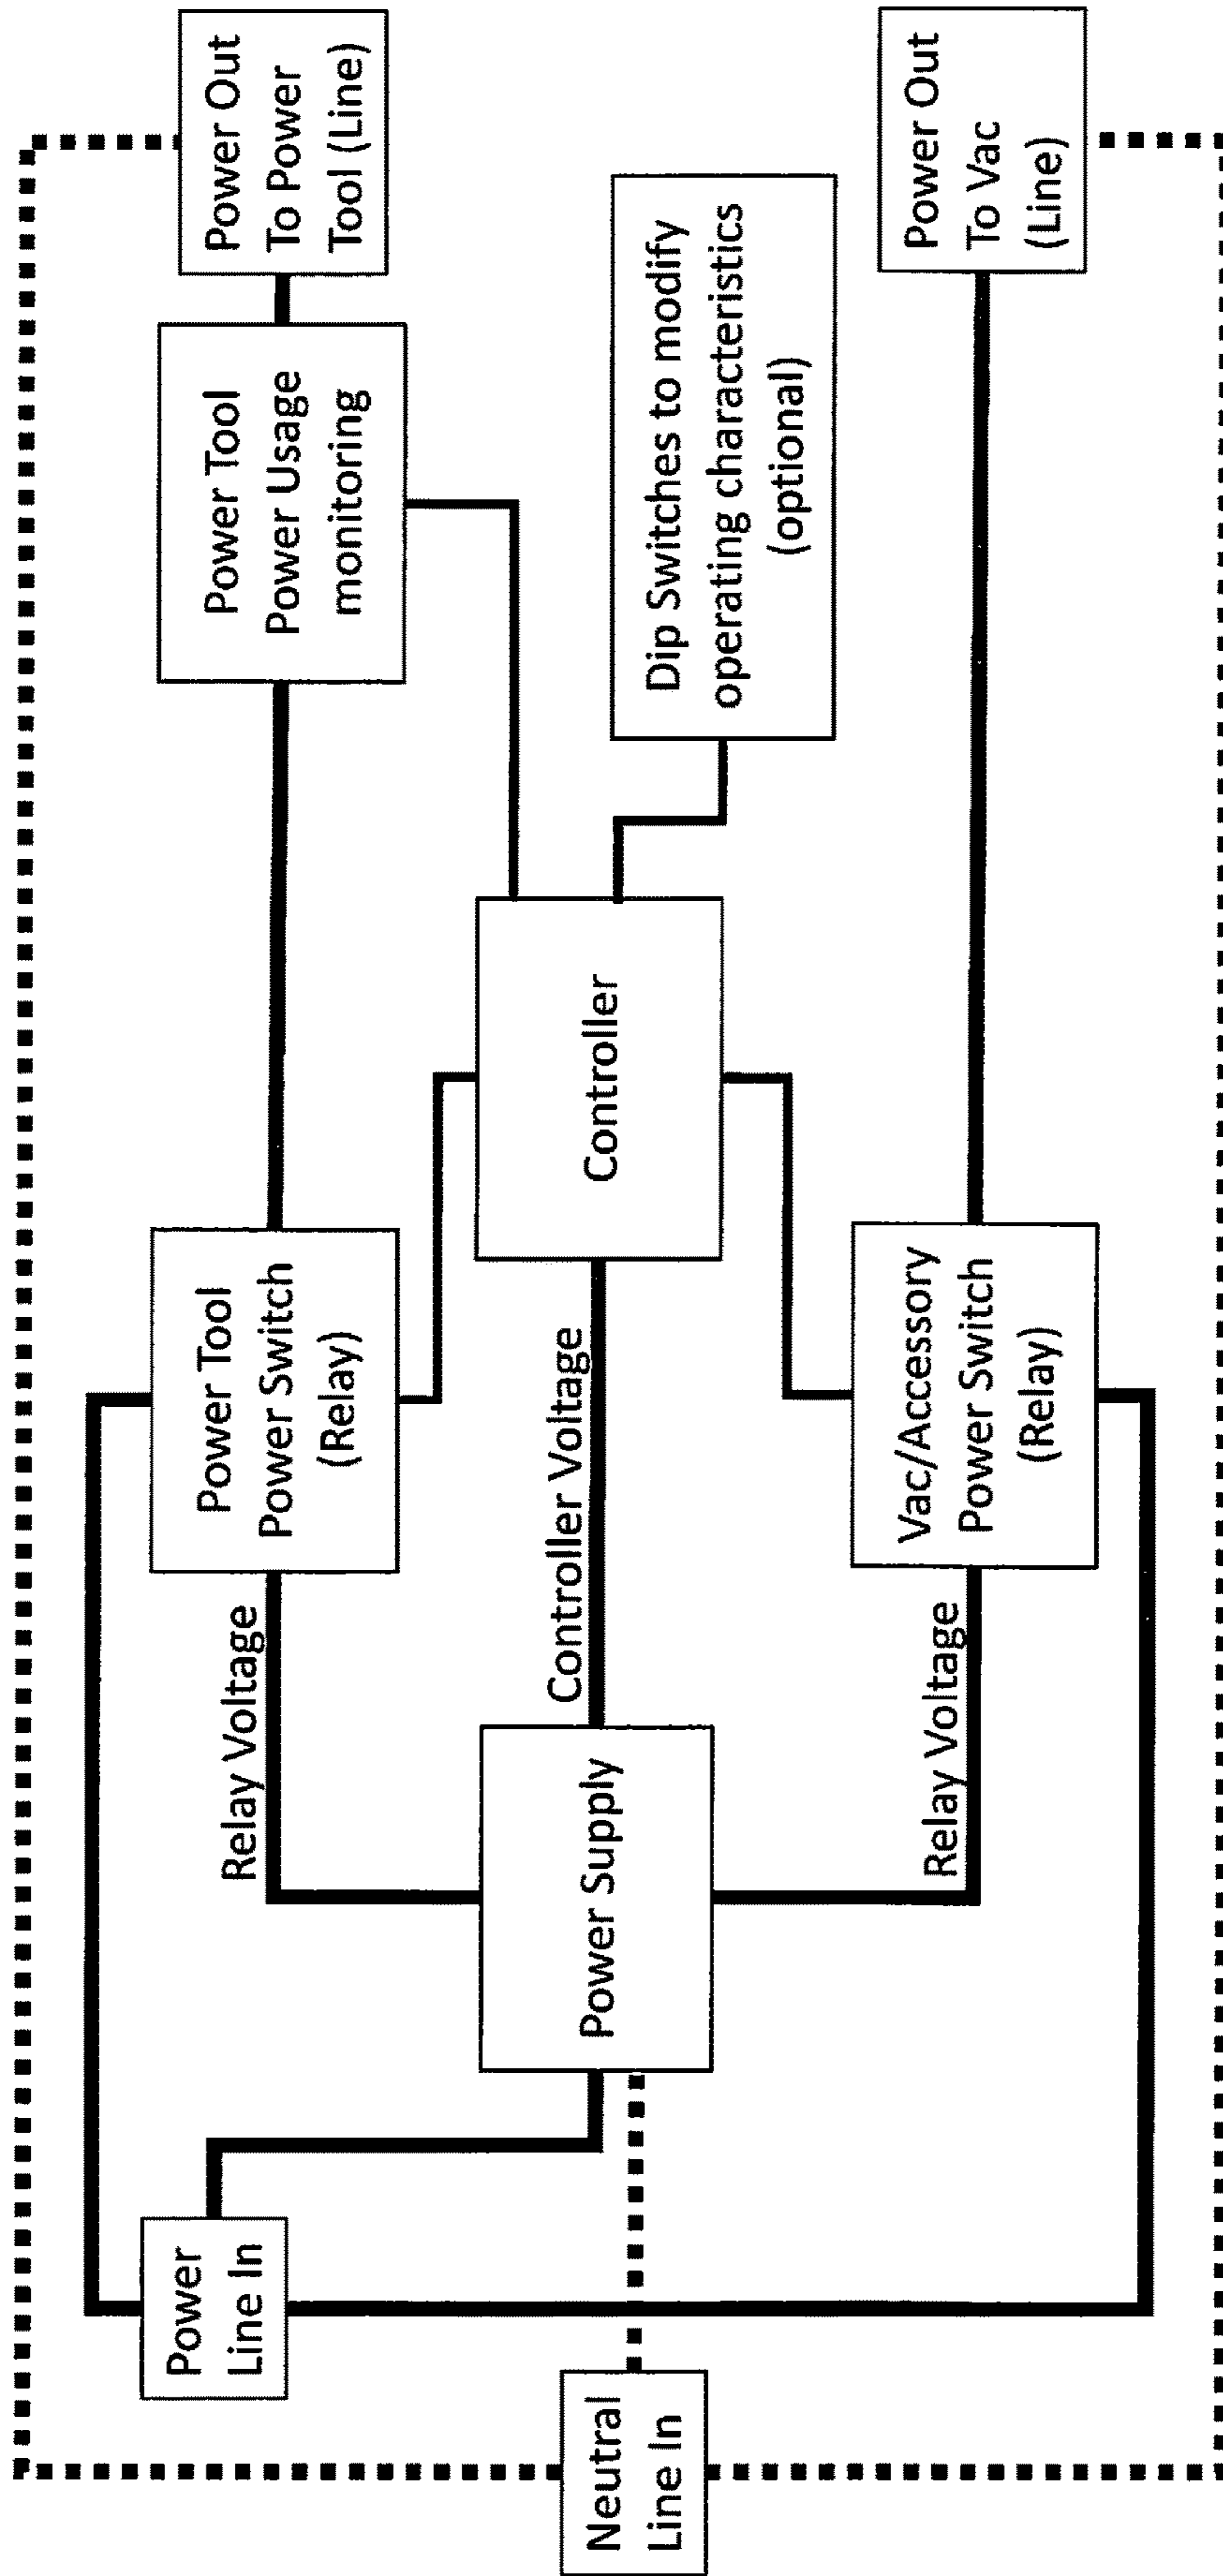 Neutral
Line In
Power
Line In
Power Supply
Relay Voltage
Controller Voltage
Relay Voltage
Power Tool
Power Switch
(Relay)
Controller
Vac/Accessory
Power Switch
(Relay)
Power Tool
Power Usage
monitoring
Dip Switches to modify
operating characteristics
(optional)
Power Out
To Power
Tool (Line)
Power Out
To Vac
(Line)